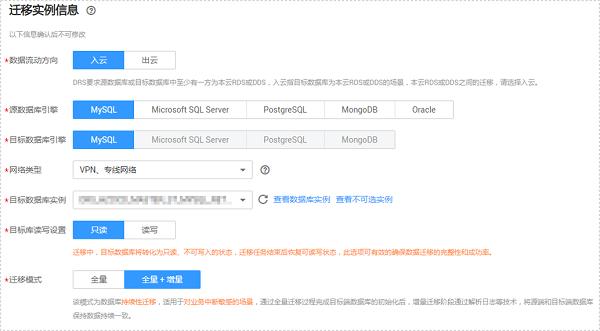 迁移实例信息
以下信息确认后不可修改
*数据流动方向 入云 出云
DRS要求源数据库或目标数据库中至少有一方为本云RDS或DDS，入云指目标数据库为本云RDS或DDS的场景，本云RDS或DDS之间的迁移，请选择入云。
*源数据库引擎 MySQL Microsoft SQL Server PostgreSQL MongoDB Oracle
*目标数据库引擎 MySQL Microsoft SQL Server PostgreSQL MongoDB
*网络类型 VPN、专线网络
*目标数据库实例 查看数据库实例 查看不可选实例
*目标库读写设置 只读 读写
迁移中，目标数据库将转化为只读、不可写入的状态，迁移任务结束后恢复可读写状态，此选项可有效的确保数据迁移的完整性和成功率。
*迁移模式 全量 全量+增量
该模式为数据库持续性迁移，适用于对业务中断敏感的场景，通过全量迁移过程完成目标端数据库的初始化后，增量迁移阶段通过解析日志等技术，将源端和目标端数据库
保持数据持续一致。